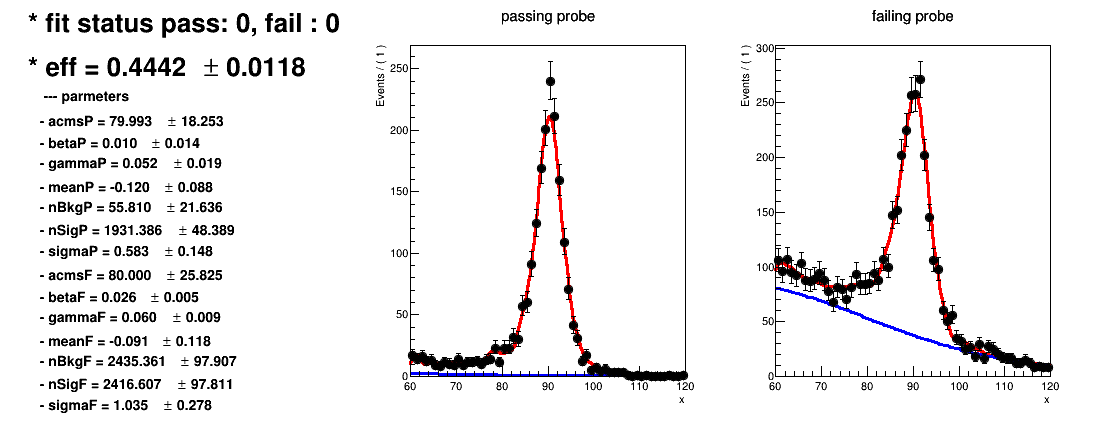 * fit status pass: 0, fail : 0
* eff = 0.4442 ± 0.0118
--- parmeters
- acmsP = 79.993 ± 18.253
- betaP = 0.010 ± 0.014
- gammaP = 0.052 ± 0.019
- meanP = -0.120 ± 0.088
- nBkgP = 55.810 ± 21.636
- nSigP = 1931.386 ± 48.389
- sigmaP = 0.583 ± 0.148
- acmsF = 80.000 ± 25.825
- betaF = 0.026 ± 0.005
- gammaF = 0.060 ± 0.009
- meanF = -0.091 ± 0.118
- nBkgF = 2435.361 ± 97.907
- nSigF = 2416.607 ± 97.811
- sigmaF = 1.035 ± 0.278
passing probe
Events / ( 1 )
250
200
150
100
50
0
60 70 80 90 100 110 120
x
failing probe
Events / ( 1 )
300
250
200
150
100
50
0
60 70 80 90 100 110 120
x